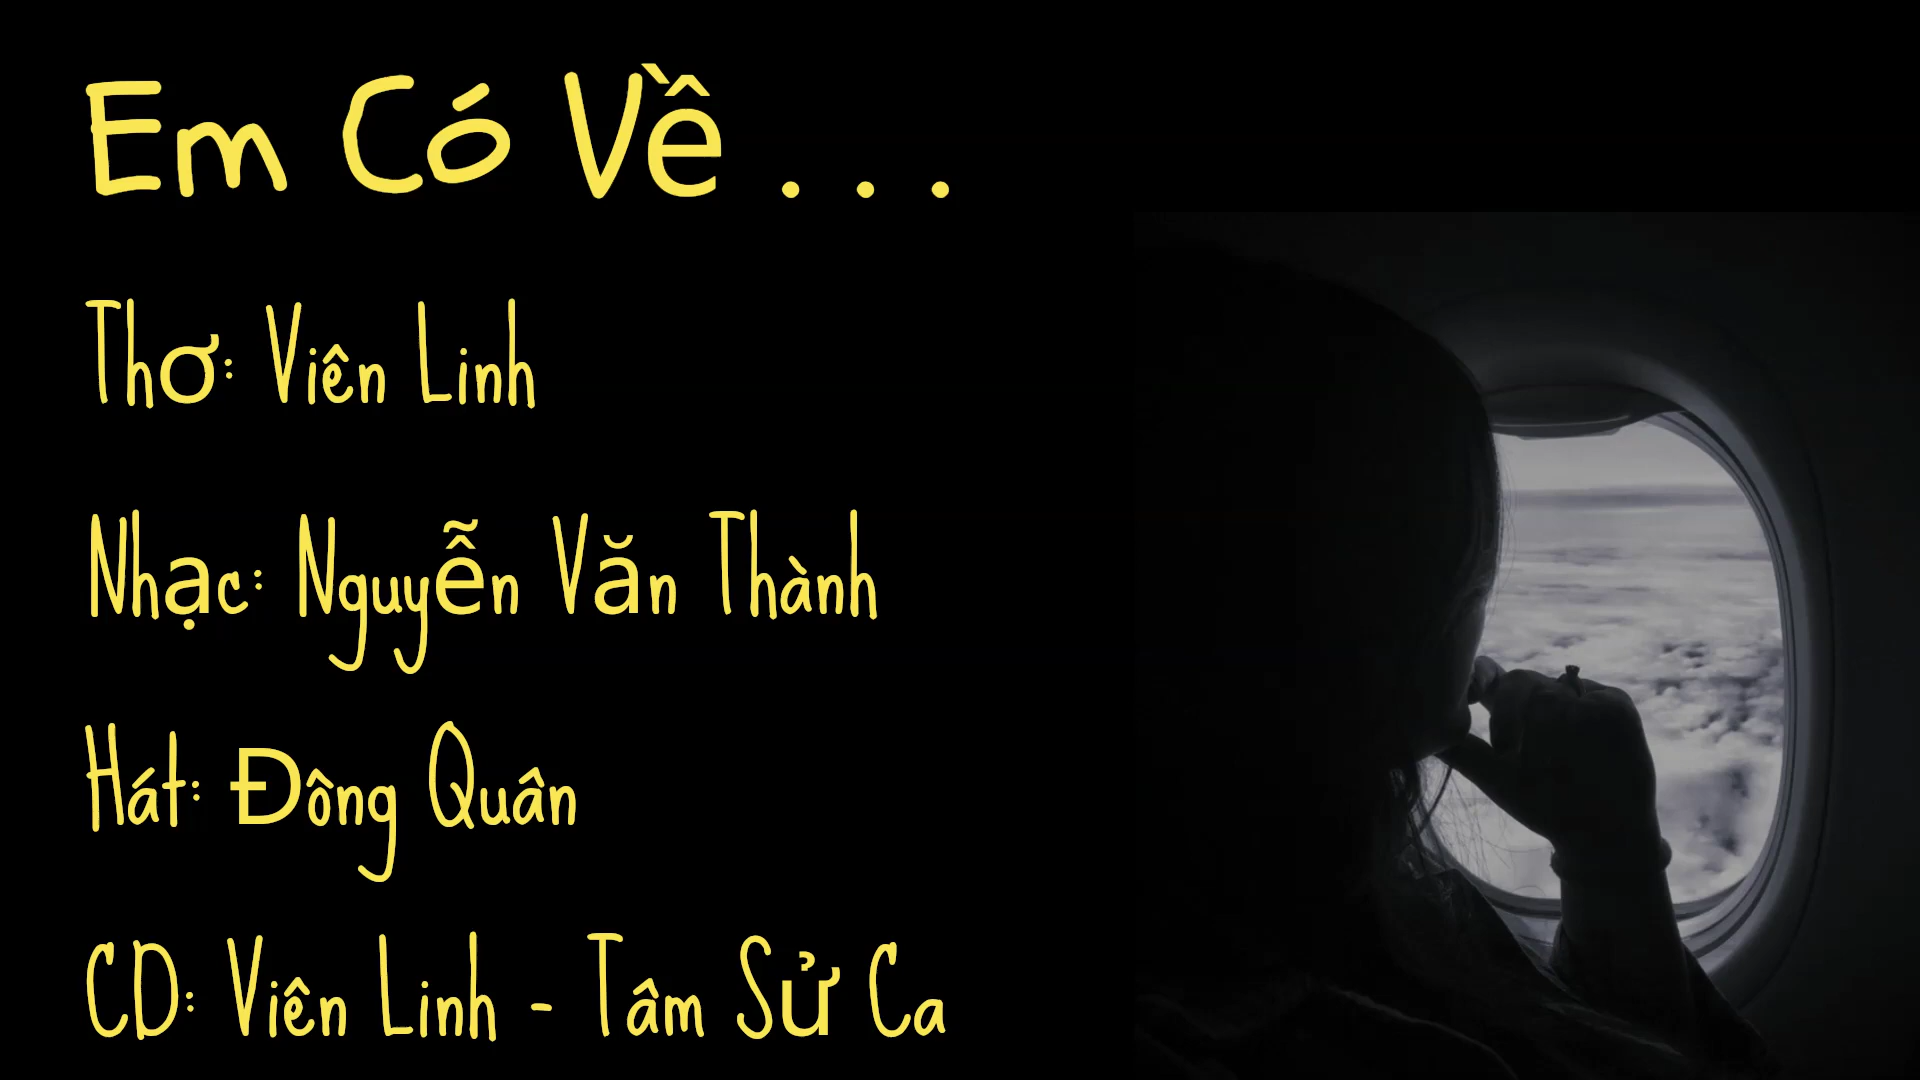 Em Có Về . . .
Thơ: Viên Linh
Nhạc: Nguyễn Văn Thành
Hát: Đông Quân
CD: Viên Linh - Tâm Sử Ca